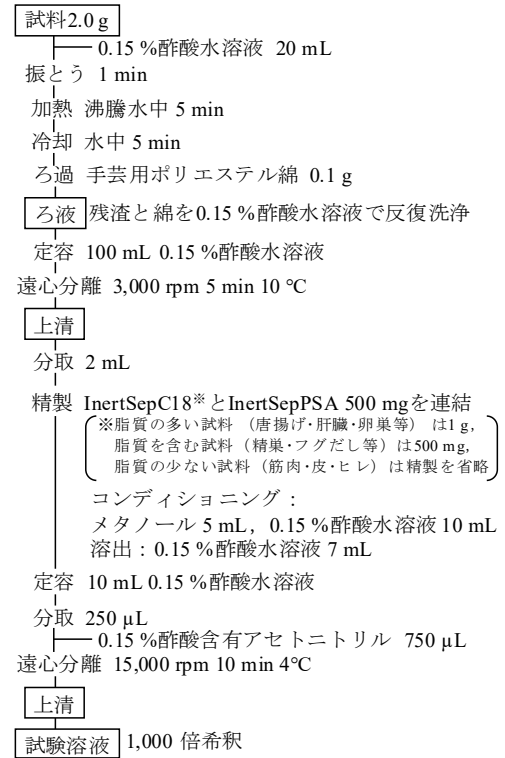 試料2.0 g
0.15 %酢酸水溶液 20 mL
振とう 1 min
加熱 沸騰水中 5 min
冷却 水中 5 min
ろ過 手芸用ポリエステル綿 0.1 g
ろ液 残渣と綿を0.15 %酢酸水溶液で反復洗浄
定容 100 mL 0.15 %酢酸水溶液
遠心分離 3,000 rpm 5 min 10 ℃
上清
分取 2 mL
精製 InertSepC18※とInertSepPSA 500 mgを連結
※脂質の多い試料（唐揚げ・肝臓・卵巣等）は1 g，
脂質を含む試料（精巣・フグだし等）は500 mg，
脂質の少ない試料（筋肉・皮・ヒレ）は精製を省略
コンディショニング：
メタノール 5 mL，0.15 %酢酸水溶液 10 mL
溶出：0.15 %酢酸水溶液 7 mL
定容 10 mL 0.15 %酢酸水溶液
分取 250 µL
0.15 %酢酸含有アセトニトリル 750 µL
遠心分離 15,000 rpm 10 min 4℃
上清
試験溶液 1,000 倍希釈